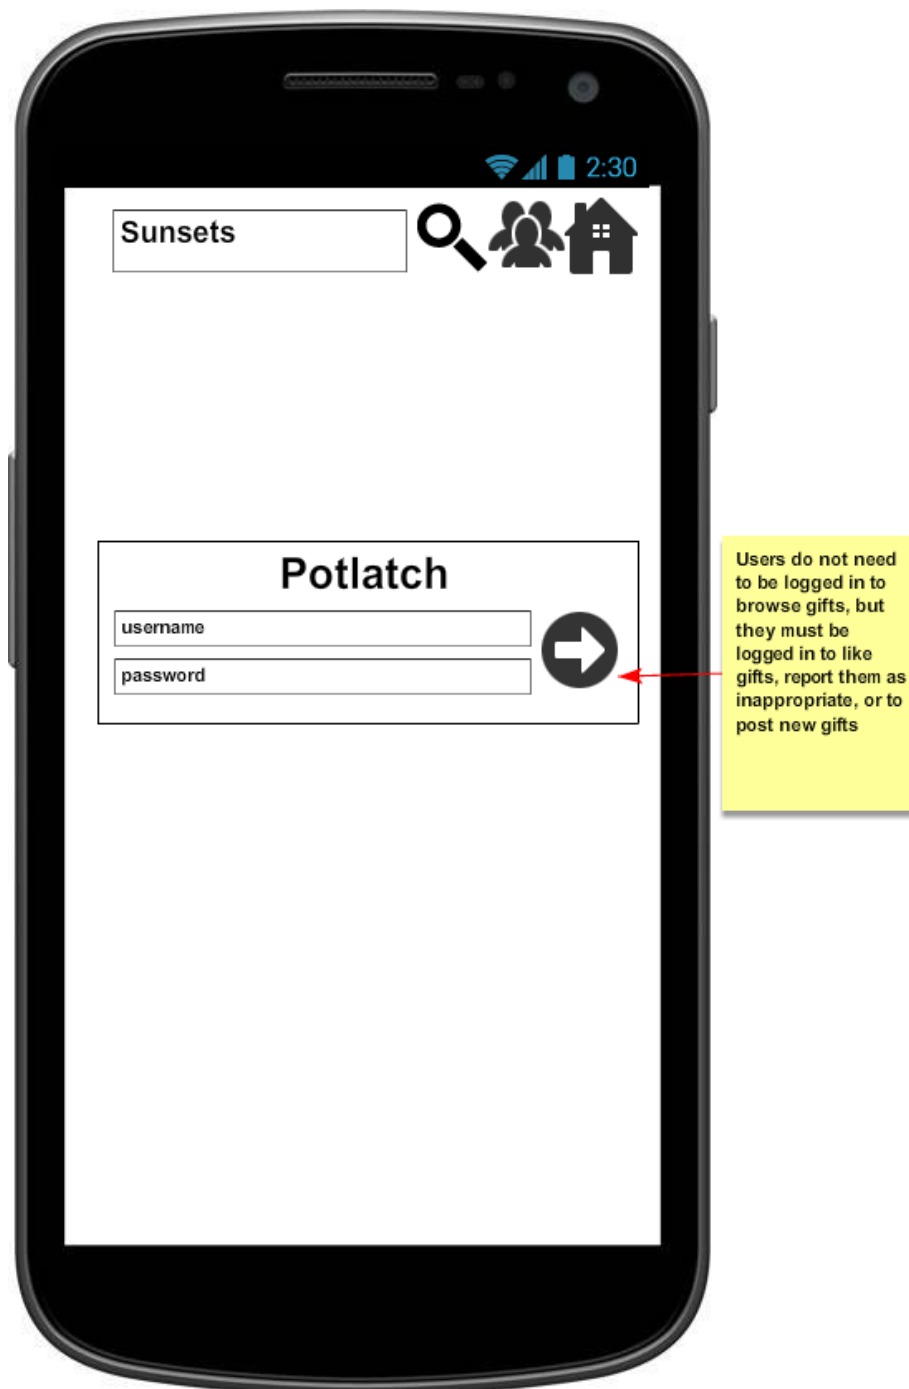 2:30
Sunsets
Potlatch
username
password
Users do not need
to be logged in to
browse gifts, but
they must be
logged in to like
gifts, report them as
inappropriate, or to
post new gifts